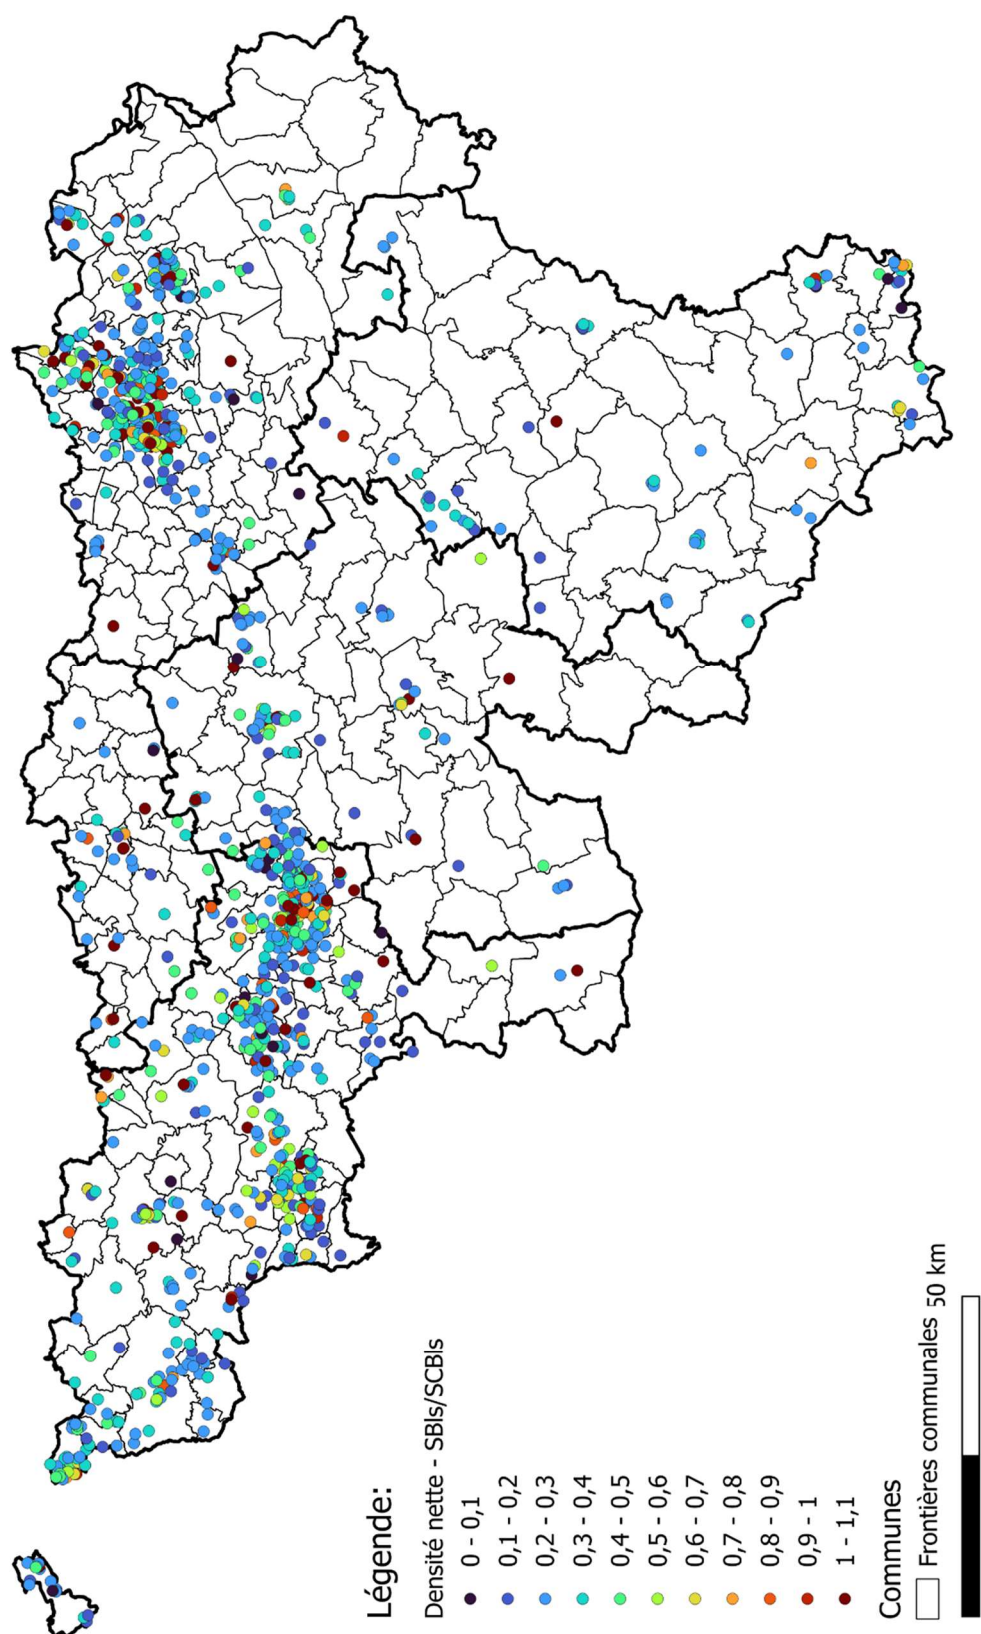 Légende:
Densité nette - SBIs/SCBIs
0 - 0,1
0,1 - 0,2
0,2 - 0,3
0,3 - 0,4
0,4 - 0,5
0,5 - 0,6
0,6 - 0,7
0,7 - 0,8
0,8 - 0,9
0,9 - 1
1 - 1,1
Communes
Frontières communales
50 km